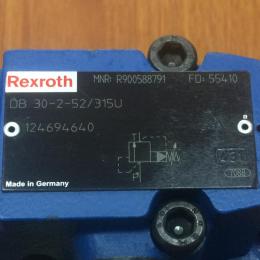 Rexroth MNR: R900588791 FD: 55410
DB 30-2-52/315U
124694640
Made in Germany